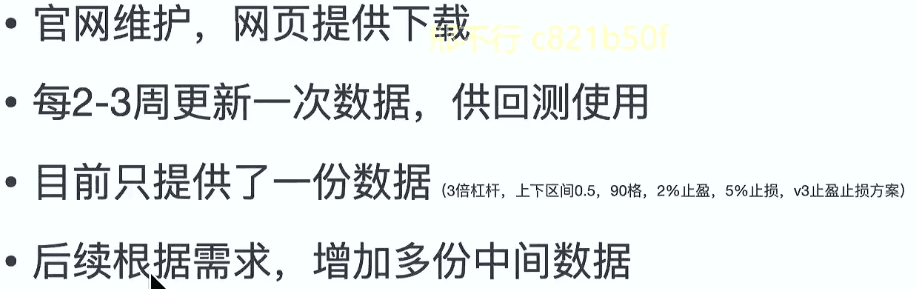 • 官网维护，网页提供下载
不行 c821b50f
• 每2-3周更新一次数据，供回测使用
• 目前只提供了一份数据（3倍杠杆，上下区间0.5，90格，2%止盈，5%止损，v3止盈止损方案）
• 后续根据需求，增加多份中间数据